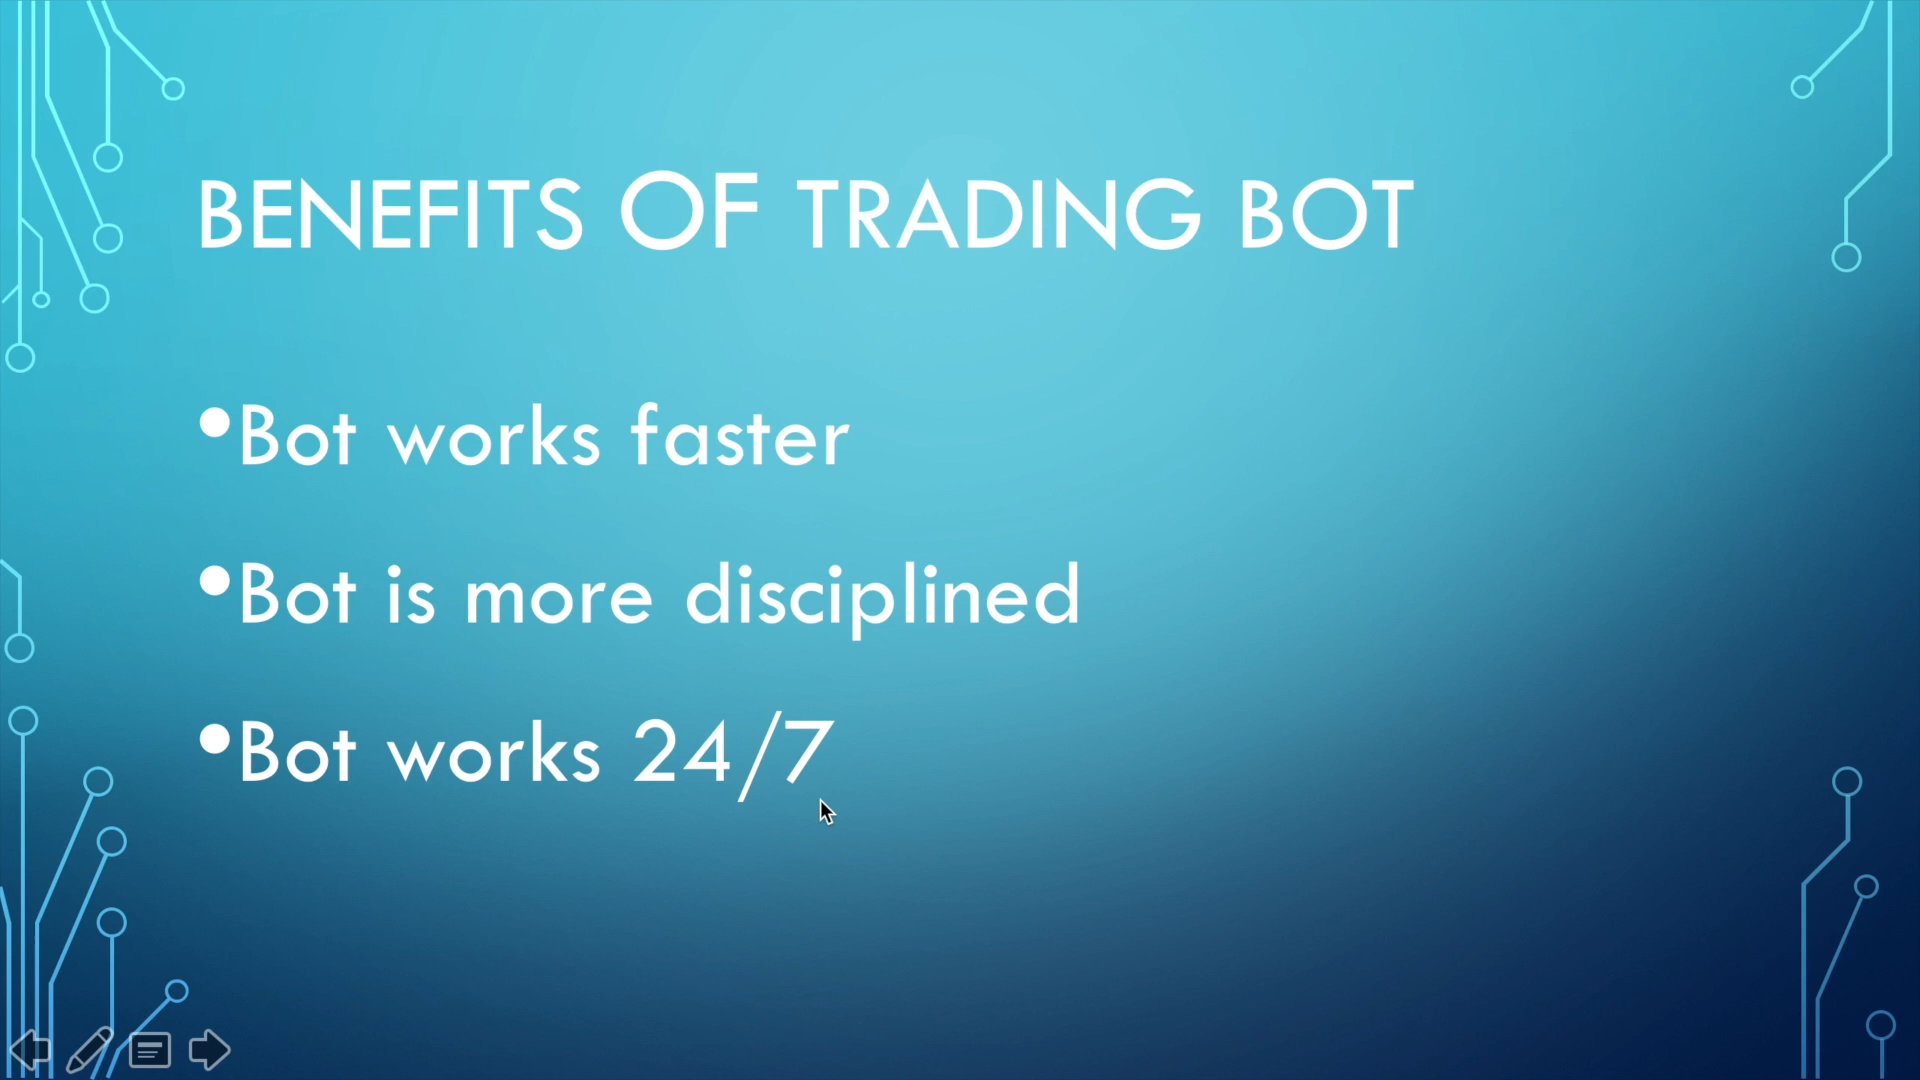 BENEFITS OF TRADING BOT
•Bot works faster
•Bot is more disciplined
•Bot works 24/7